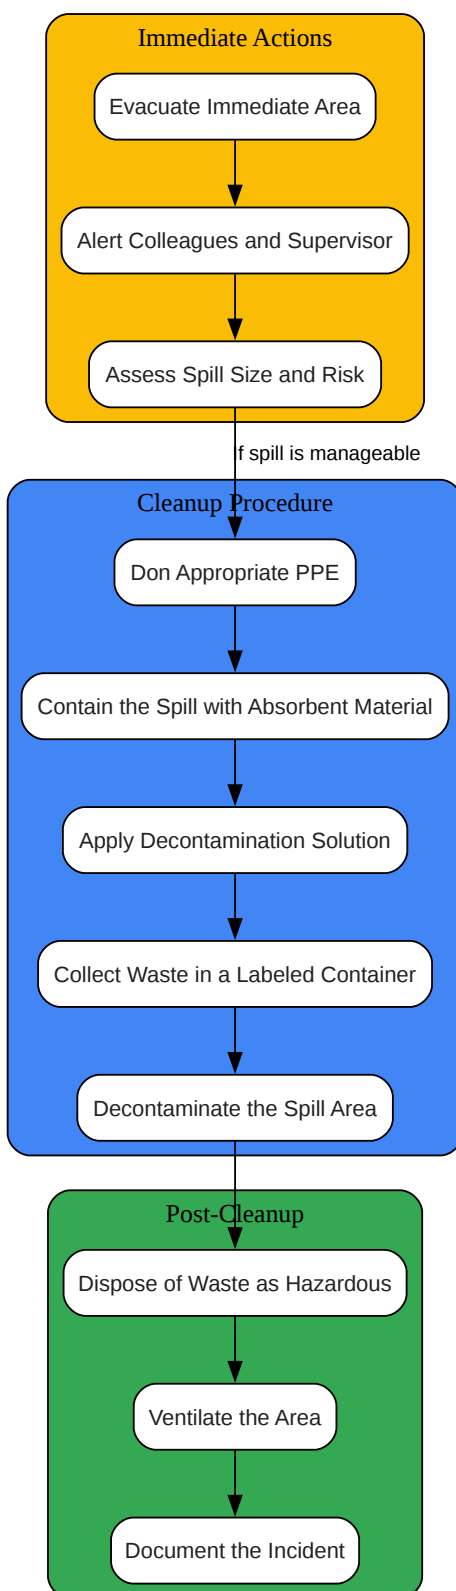 Immediate Actions
Evacuate Immediate Area
Alert Colleagues and Supervisor
Assess Spill Size and Risk
If spill is manageable
Cleanup Procedure
Don Appropriate PPE
Contain the Spill with Absorbent Material
Apply Decontamination Solution
Collect Waste in a Labeled Container
Decontaminate the Spill Area
Post-Cleanup
Dispose of Waste as Hazardous
Ventilate the Area
Document the Incident